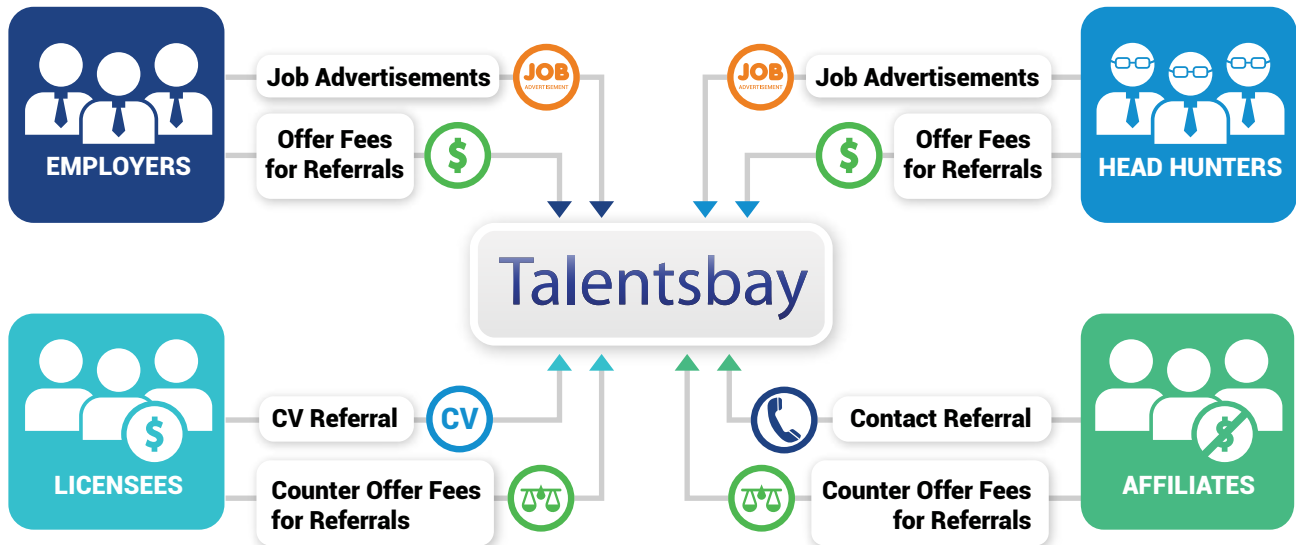 Job Advertisements
JOB
ADVERTISEMENT
Offer Fees
for Referrals
$
EMPLOYERS
JOB
ADVERTISEMENT
Job Advertisements
$
Offer Fees
for Referrals
HEAD HUNTERS
Talentsbay
$
LICENSEES
CV Referral
CV
Counter Offer Fees
for Referrals
Contact Referral
Counter Offer Fees
for Referrals
$
AFFILIATES